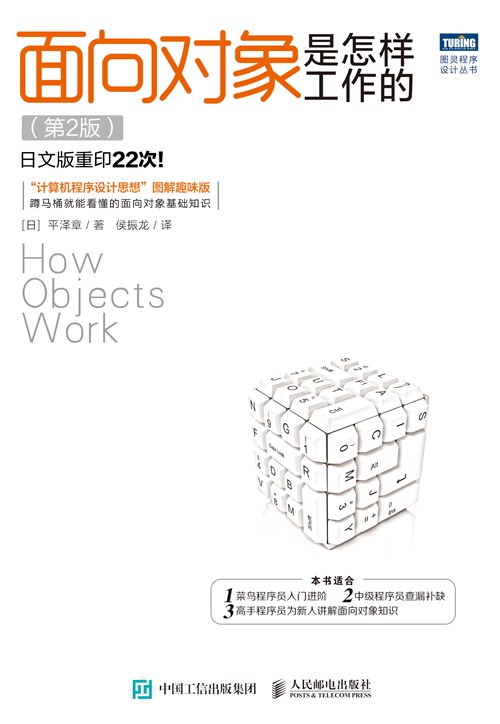 面向对象是怎样工作的
TURING
图灵程序
设计丛书
（第2版）
日文版重印22次！
“计算机程序设计思想”图解趣味版
蹲马桶就能看懂的面向对象基础知识
[日] 平泽章 / 著 侯振龙 / 译
How
Objects
Work
本书适合
1 菜鸟程序员入门进阶 2 中级程序员查漏补缺
3 高手程序员为新人讲解面向对象知识
中国工信出版集团
人民邮电出版社
POSTS & TELECOM PRESS